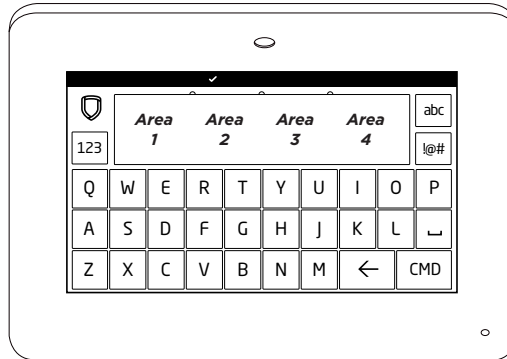 Area Area Area Area abc
1 2 3 4
123 !@#
Q W E R T Y U I O P
A S D F G H J K L
Z X C V B N M CMD